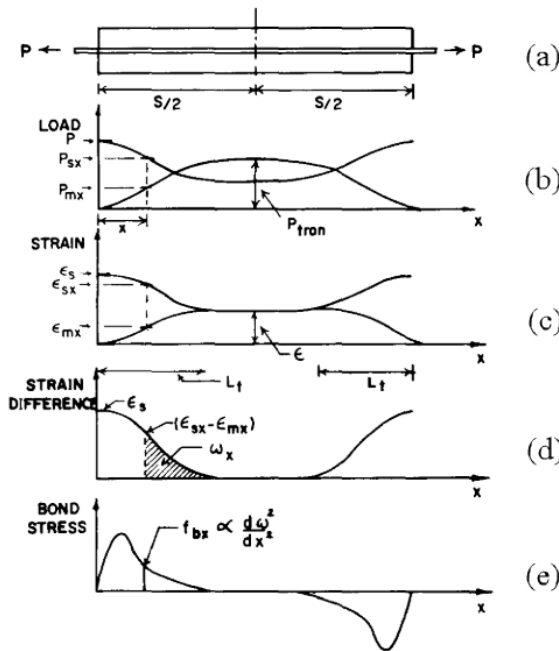 P P (a)
S/2 S/2
LOAD
P
Psx
Pmx
x
Ptran
x
(b)
STRAIN
ϵs
ϵsx
ϵmx
ϵ
x
(c)
STRAIN DIFFERENCE
Lt Lt
ϵs
(ϵsx-ϵmx)
ωx
x
(d)
BOND STRESS
fbx ∝ dω²/dx²
x
(e)